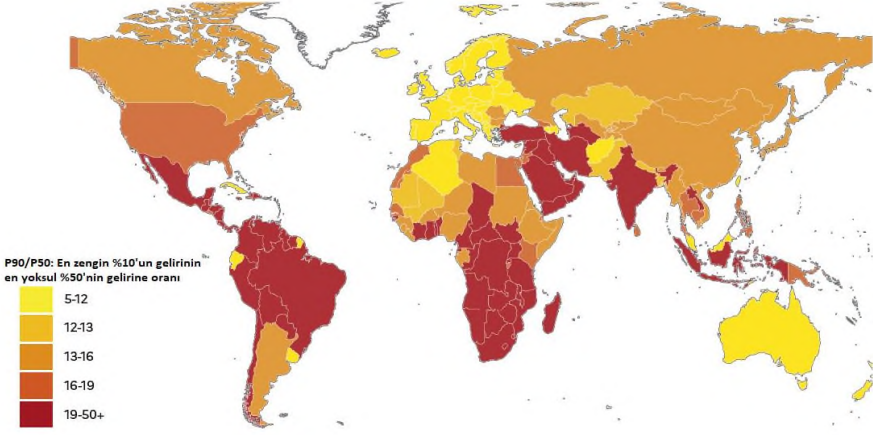 P90/P50: En zengin %10'un gelirinin
en yoksul %50'nin gelirine oranı
5-12
12-13
13-16
16-19
19-50+